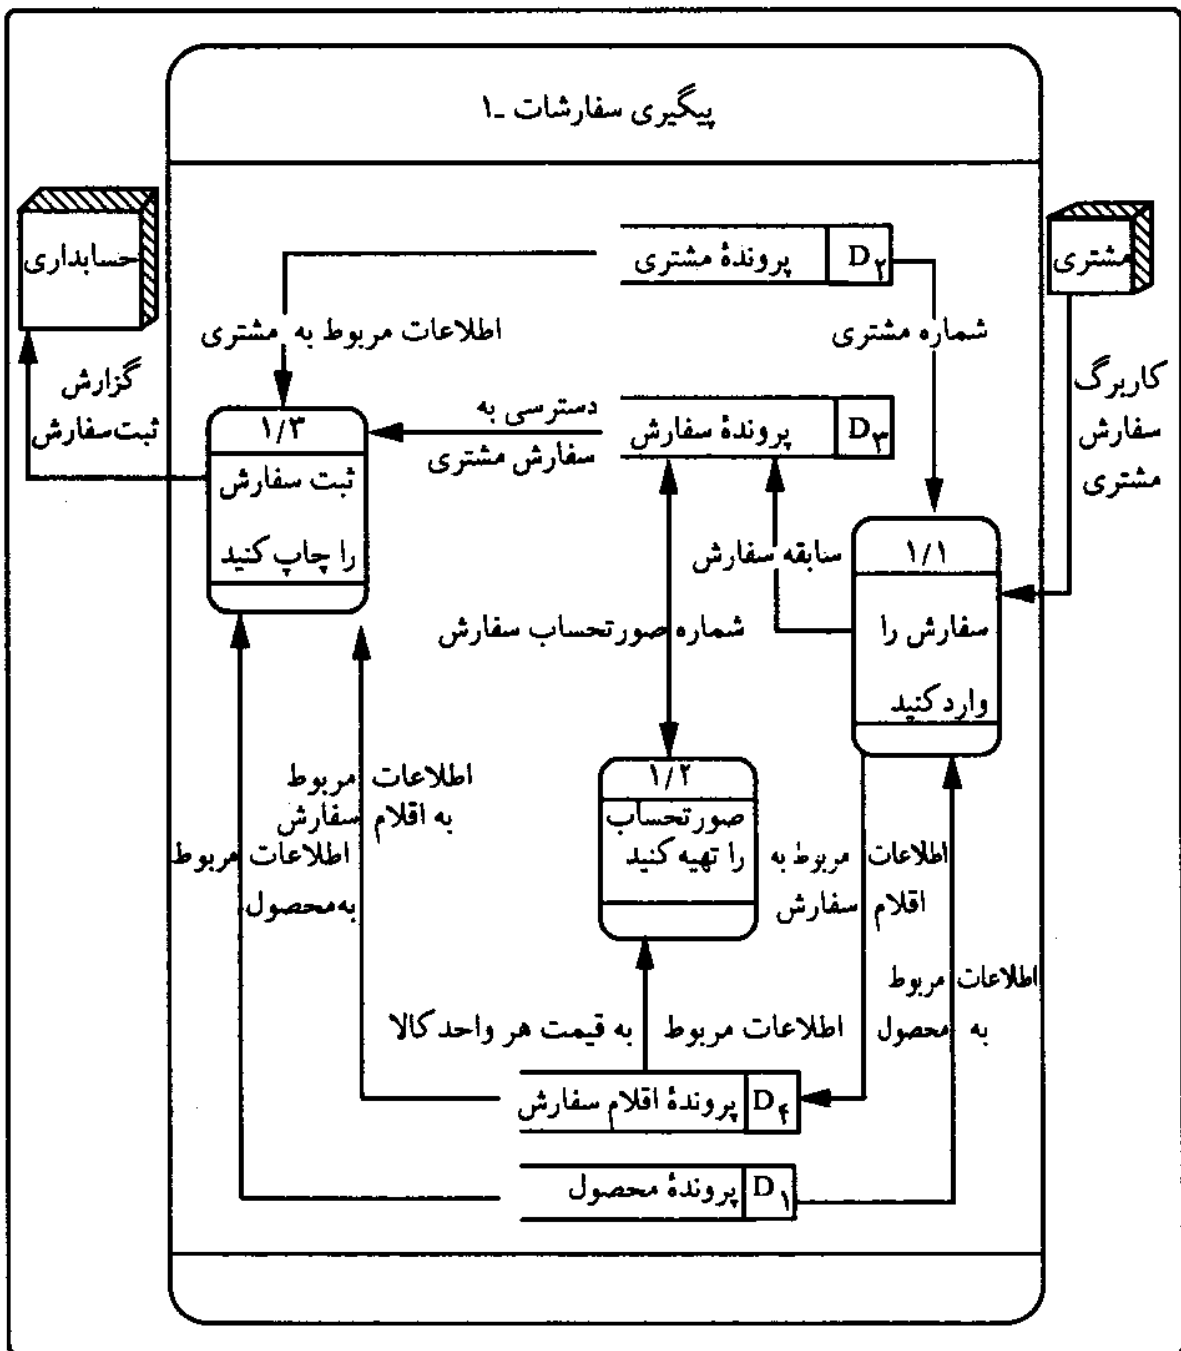 پیگیری سفارشات -۱
مشتری
حسابداری
D۲
پروندهٔ مشتری
شماره مشتری
اطلاعات مربوط به مشتری
کاربرگ
سفارش
مشتری
گزارش
ثبت‌سفارش
D۳
پروندهٔ سفارش
دسترسی به
سفارش مشتری
۱/۳
ثبت سفارش
را چاپ کنید
۱/۱
سفارش را
وارد کنید
سابقه سفارش
شماره صورتحساب سفارش
۱/۲
صورتحساب
را تهیه کنید
اطلاعات مربوط
به اقلام سفارش
اطلاعات مربوط
به‌محصول
اطلاعات مربوط به
اقلام سفارش
اطلاعات مربوط
به محصول
اطلاعات مربوط به قیمت هر واحد کالا
D۴
پروندهٔ اقلام سفارش
D۱
پروندهٔ محصول